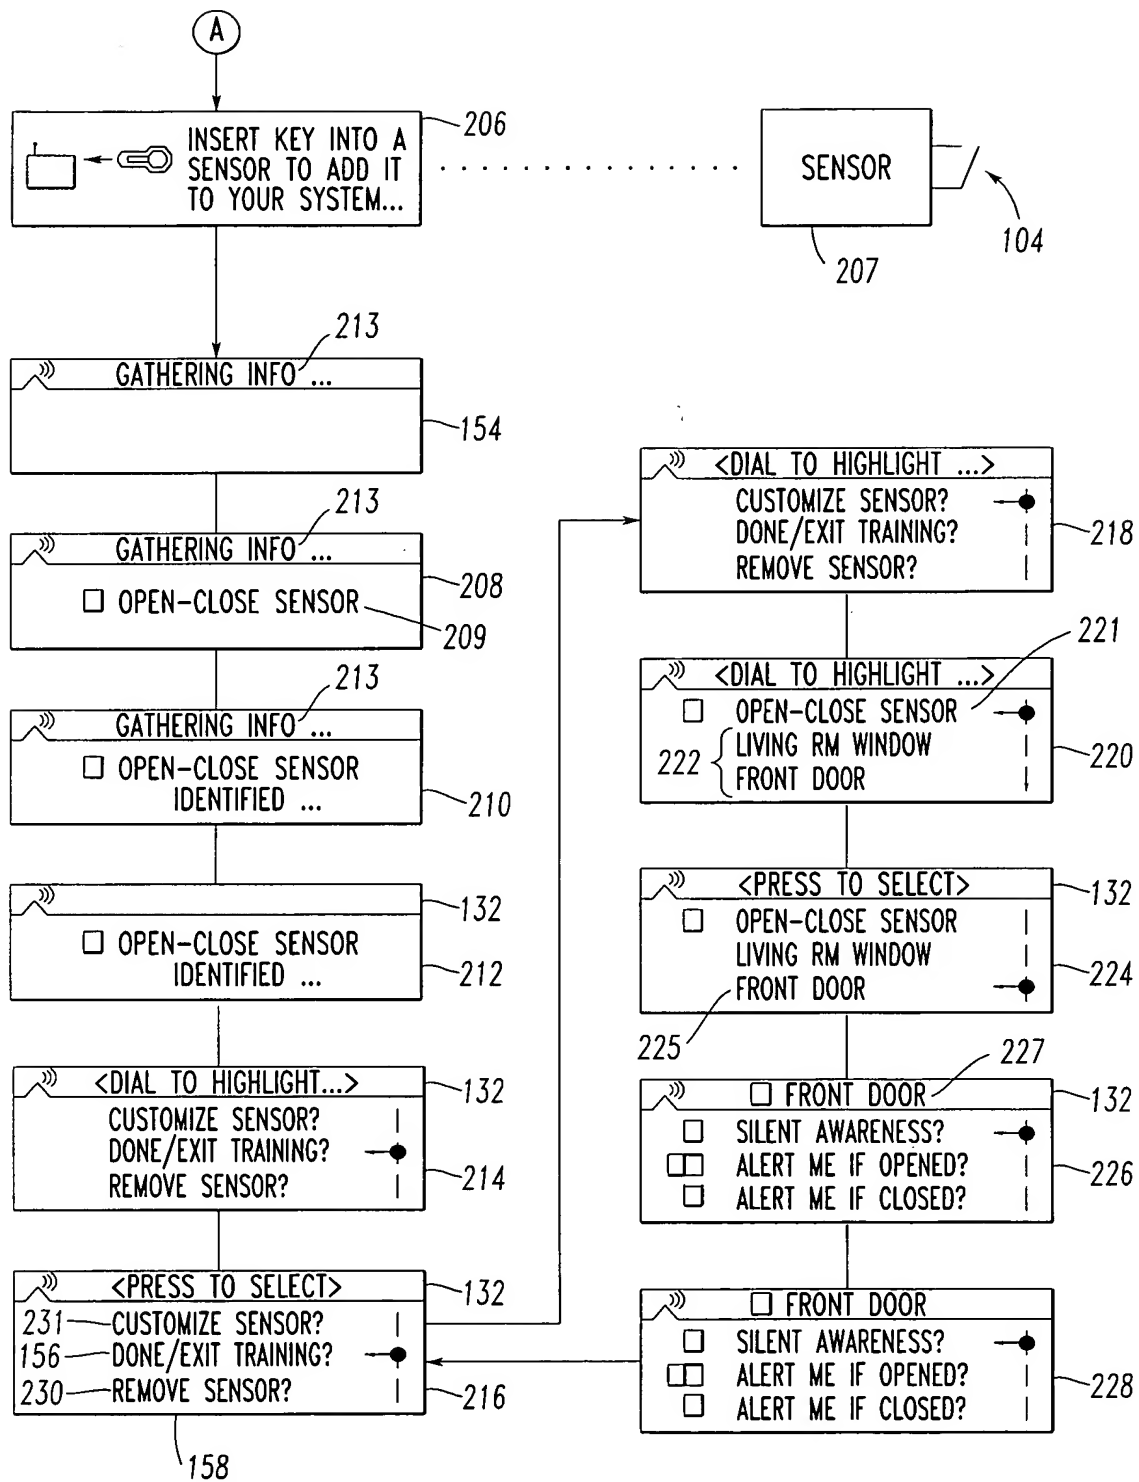 A
INSERT KEY INTO A
SENSOR TO ADD IT
TO YOUR SYSTEM...
206
SENSOR
207
104
213
GATHERING INFO ...
154
213
GATHERING INFO ...
208
OPEN-CLOSE SENSOR
209
213
GATHERING INFO ...
OPEN-CLOSE SENSOR
IDENTIFIED ...
210
132
OPEN-CLOSE SENSOR
IDENTIFIED ...
212
<DIAL TO HIGHLIGHT...>
132
CUSTOMIZE SENSOR?
DONE/EXIT TRAINING?
REMOVE SENSOR?
214
<PRESS TO SELECT>
132
231 CUSTOMIZE SENSOR?
156 DONE/EXIT TRAINING?
230 REMOVE SENSOR?
216
158
<DIAL TO HIGHLIGHT ...>
CUSTOMIZE SENSOR?
DONE/EXIT TRAINING?
REMOVE SENSOR?
218
221
<DIAL TO HIGHLIGHT ...>
OPEN-CLOSE SENSOR
LIVING RM WINDOW
222
FRONT DOOR
220
<PRESS TO SELECT>
132
OPEN-CLOSE SENSOR
LIVING RM WINDOW
FRONT DOOR
224
225
227
FRONT DOOR
132
SILENT AWARENESS?
ALERT ME IF OPENED?
ALERT ME IF CLOSED?
226
FRONT DOOR
SILENT AWARENESS?
ALERT ME IF OPENED?
ALERT ME IF CLOSED?
228